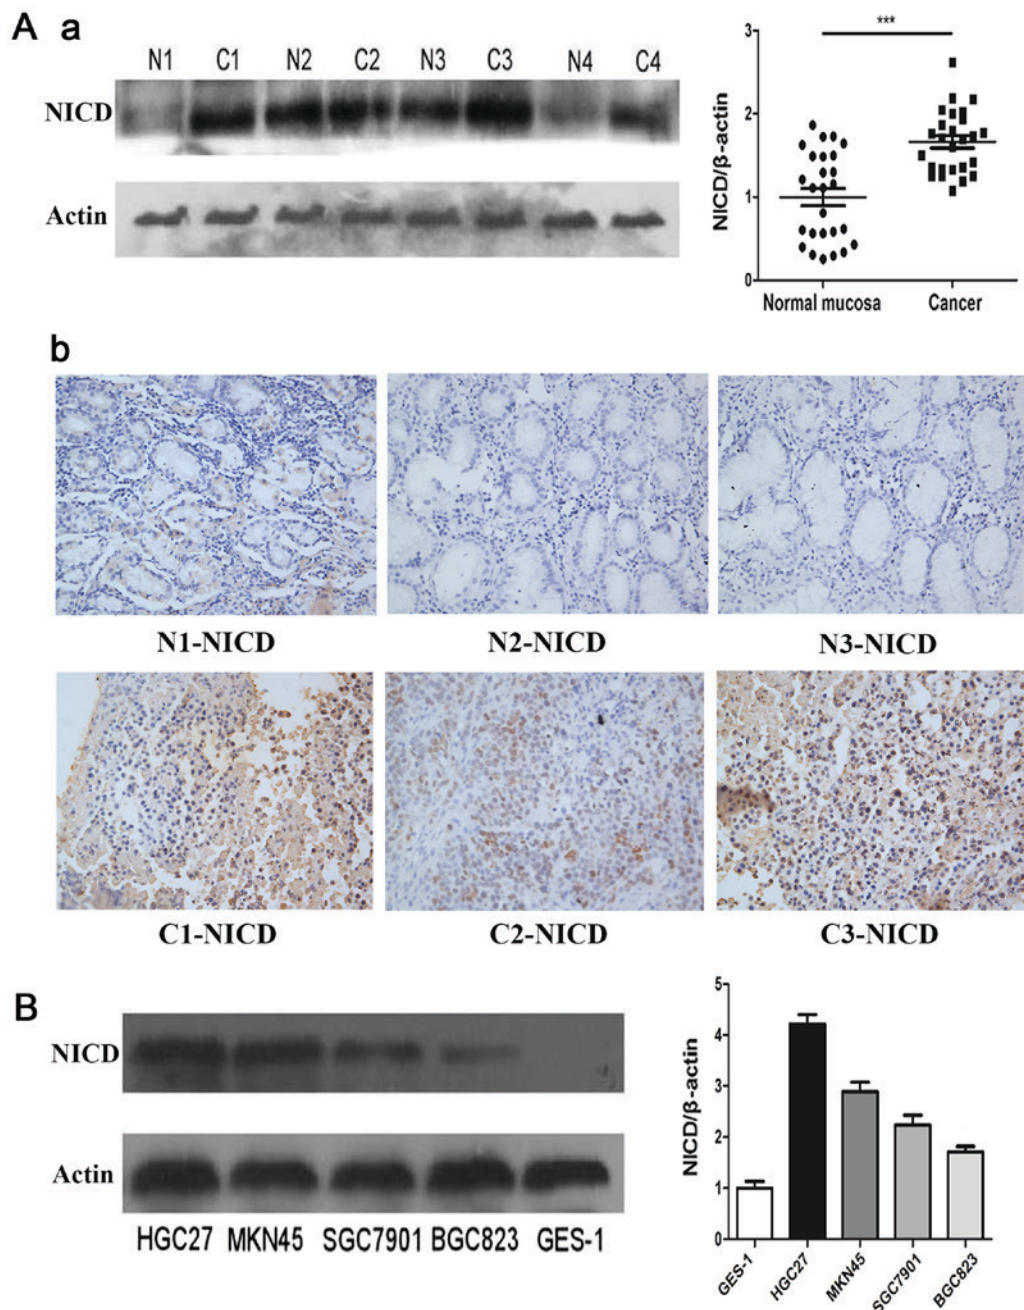 A a
N1 C1 N2 C2 N3 C3 N4 C4
NICD
Actin
***
3
2
1
0
NICD/β-actin
Normal mucosa Cancer
b
N1-NICD N2-NICD N3-NICD
C1-NICD C2-NICD C3-NICD
B
NICD
Actin
HGC27 MKN45 SGC7901 BGC823 GES-1
5
4
3
2
1
0
NICD/β-actin
GES-1 HGC27 MKN45 SGC7901 BGC823